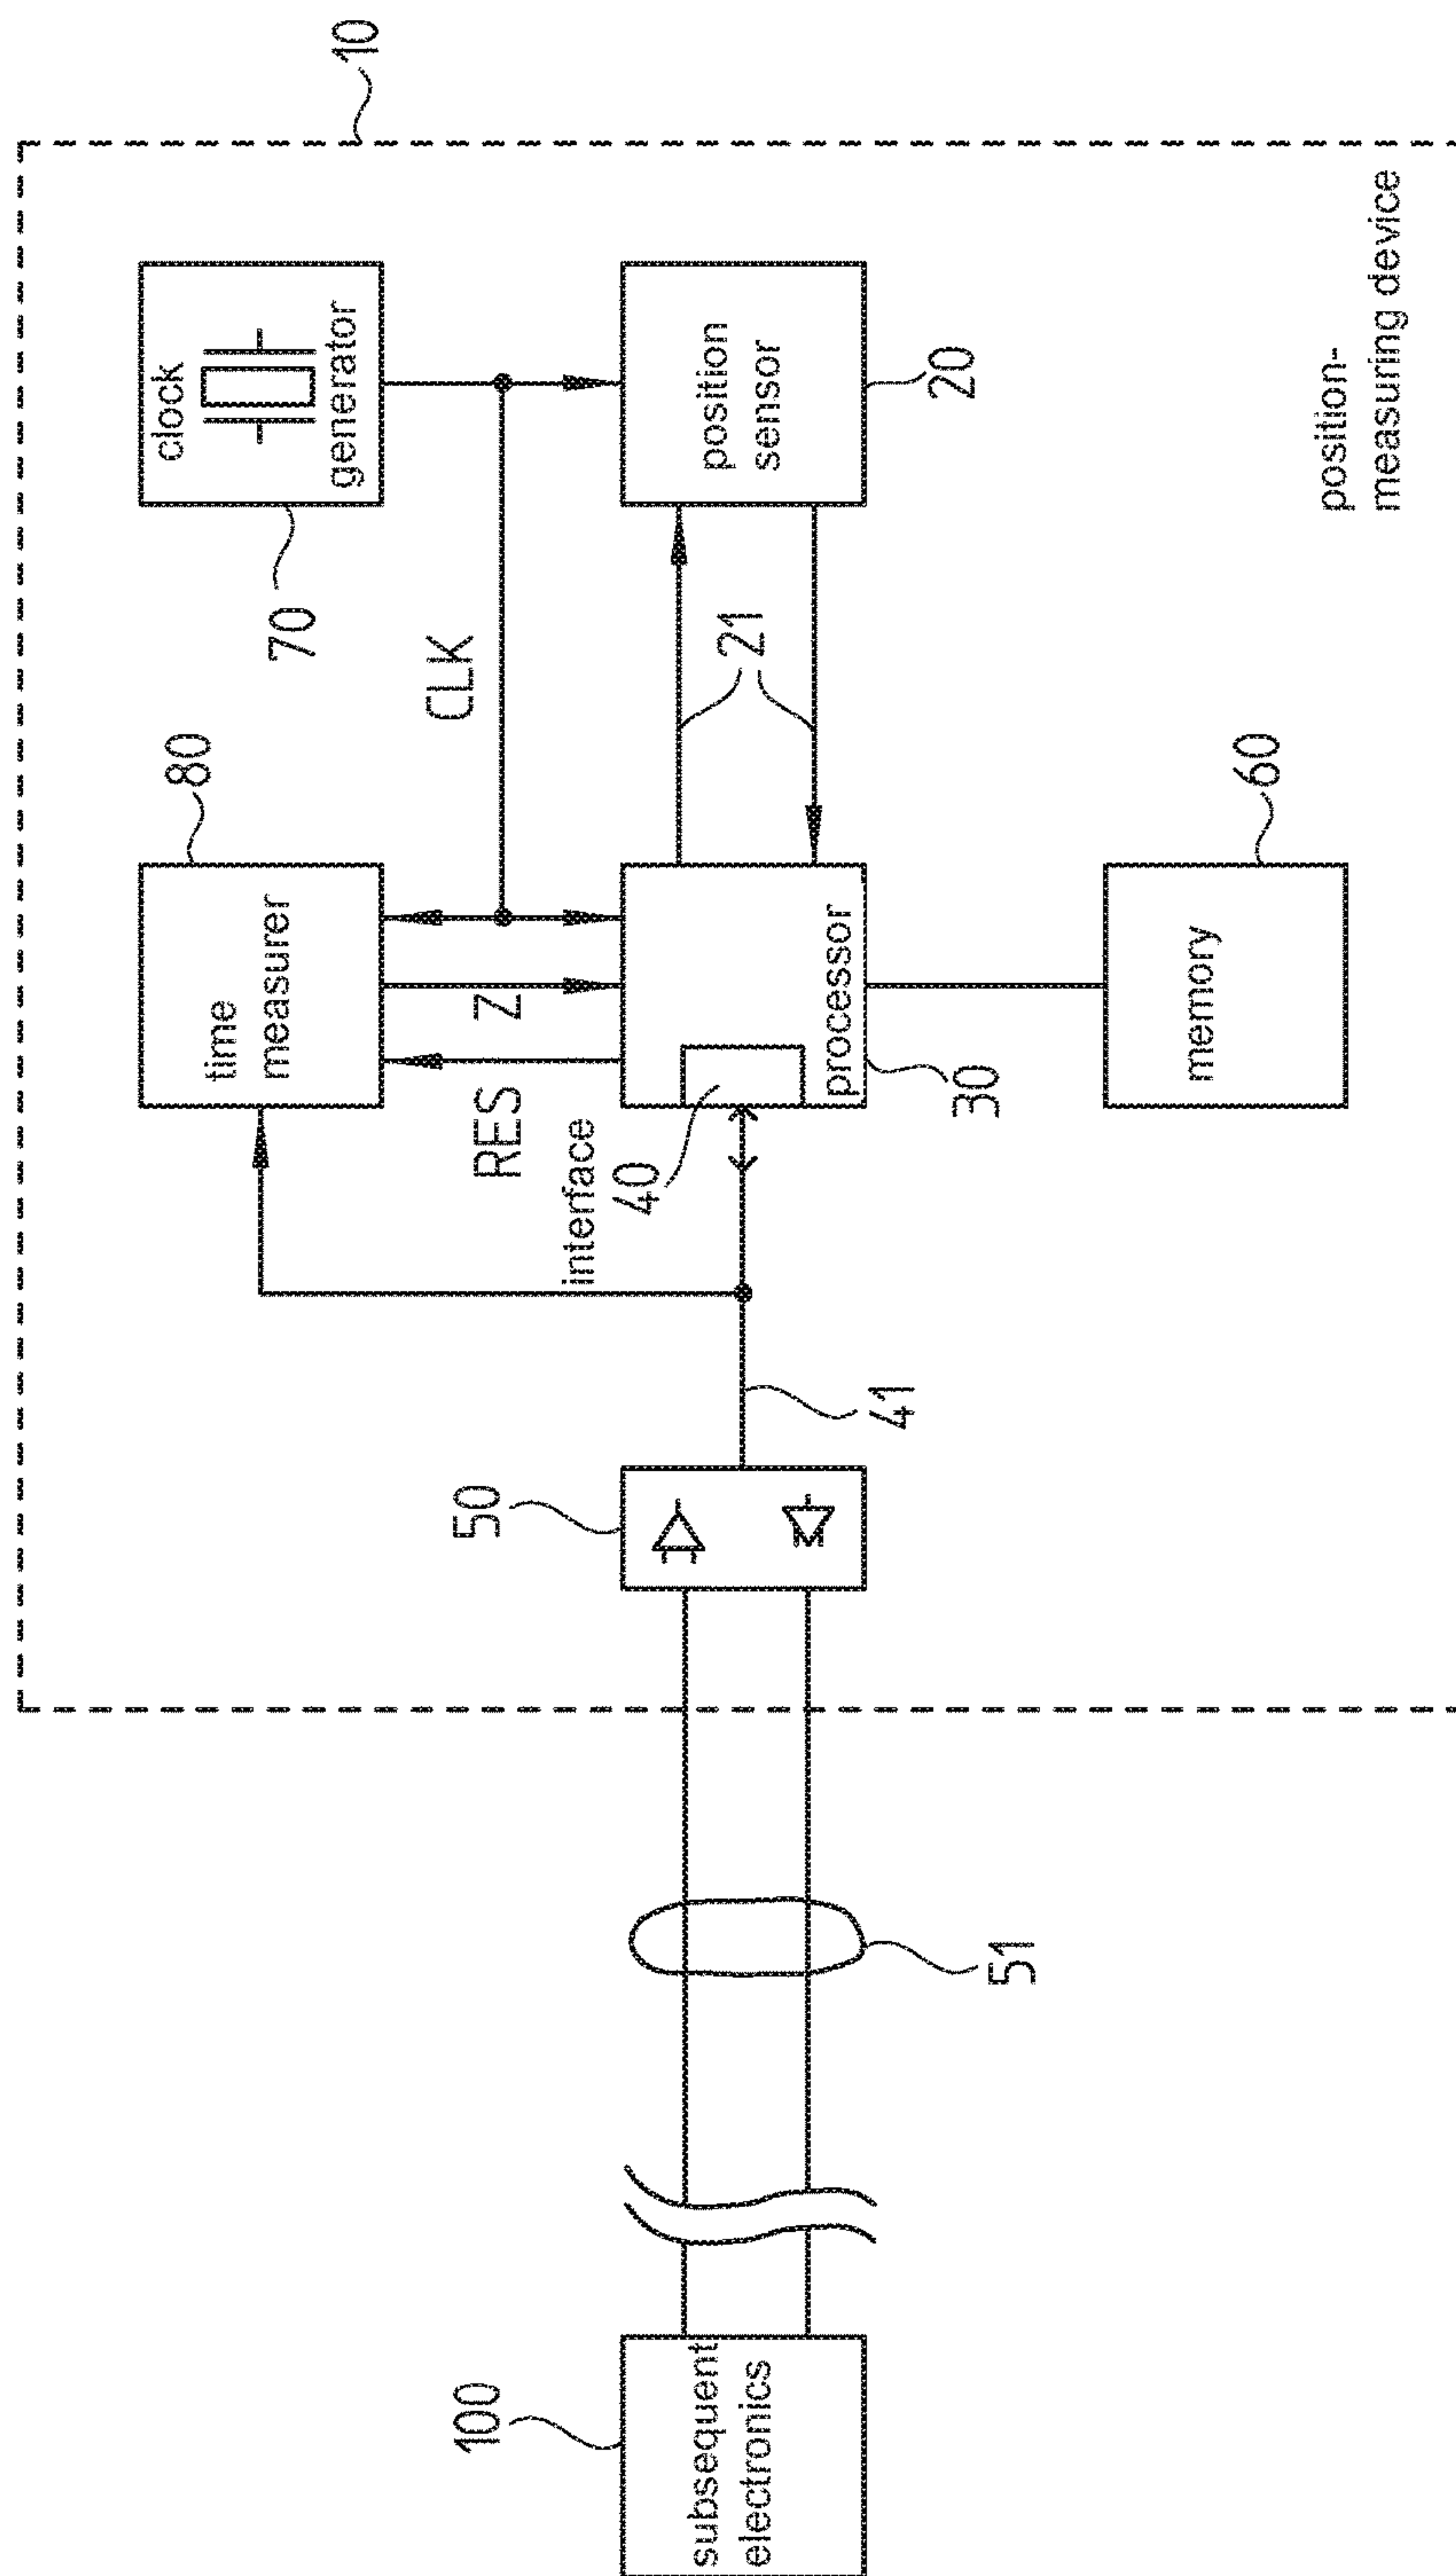 10
clock
generator
70
80
time
measurer
CLK
RES
Z
interface
40
position
sensor
20
21
processor
30
50
41
memory
60
position-
measuring device
100
subsequent
electronics
51